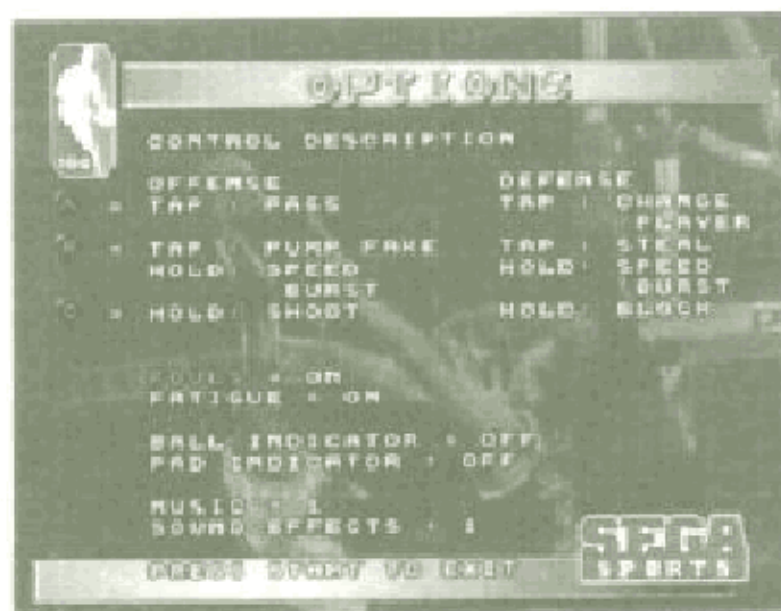 OPTIONS
CONTROL DESCRIPTION
OFFENSE DEFENSE
A = TAP : PASS TAP : CHANGE
PLAYER
B = TAP : PUMP FAKE TAP : STEAL
HOLD: SPEED HOLD: SPEED
BURST BURST
C = HOLD: SHOOT HOLD: BLOCK
FOULS = ON
FATIGUE = ON
BALL INDICATOR = OFF
PAD INDICATOR = OFF
MUSIC = 1
SOUND EFFECTS = 1
SEGA
SPORTS
PRESS START TO EXIT